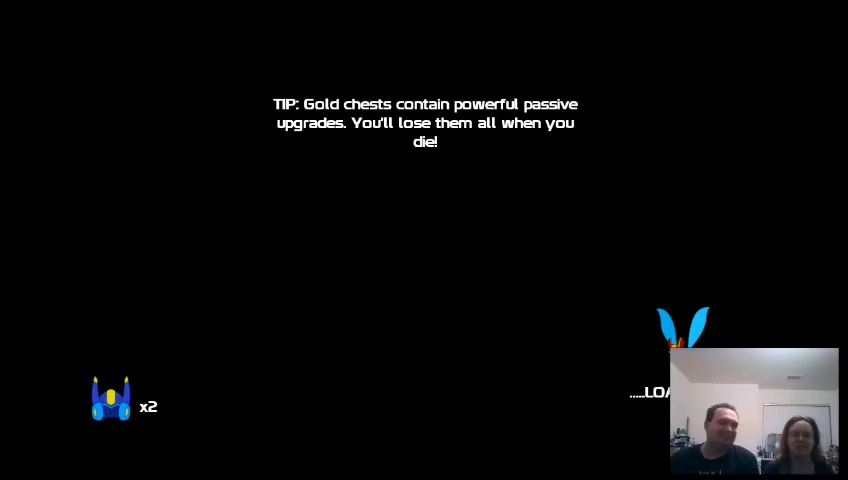 TIP: Gold chests contain powerful passive
upgrades. You'll lose them all when you
die!
x2
.....LOA